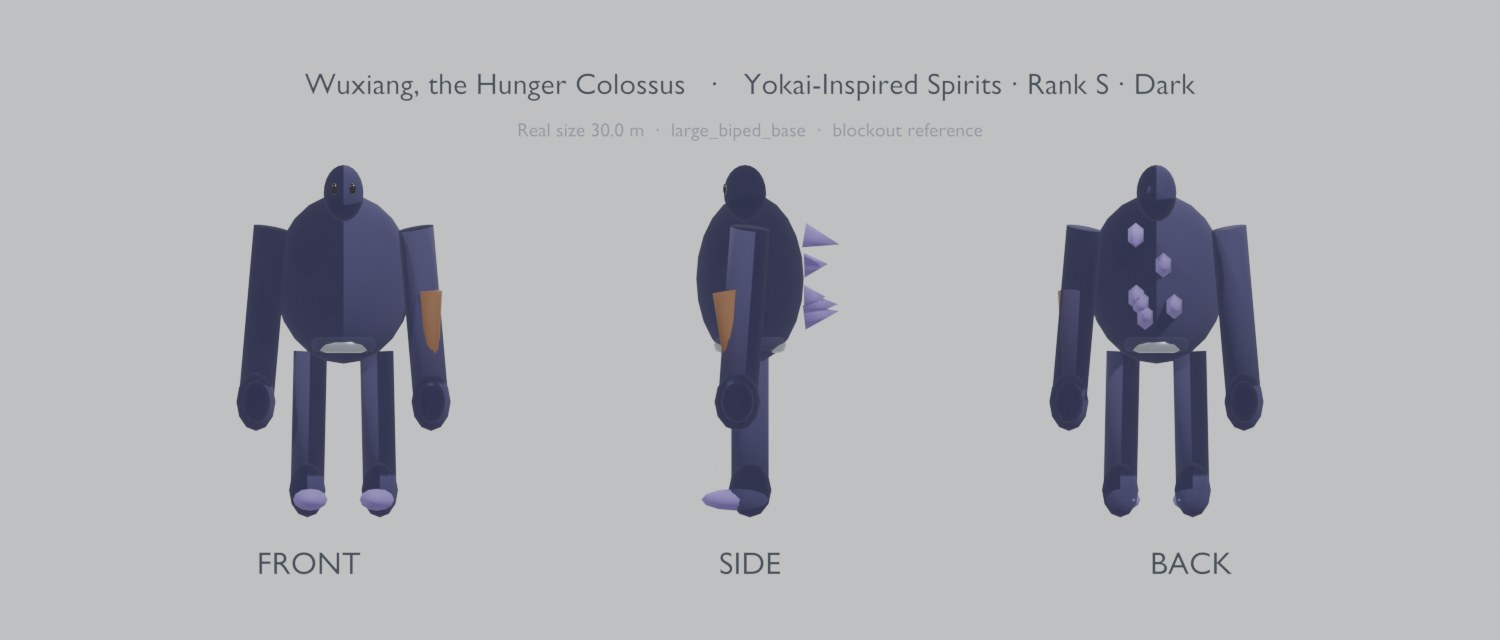 Wuxiang, the Hunger Colossus · Yokai-Inspired Spirits · Rank S · Dark
Real size 30.0 m · large_biped_base · blockout reference
FRONT SIDE BACK